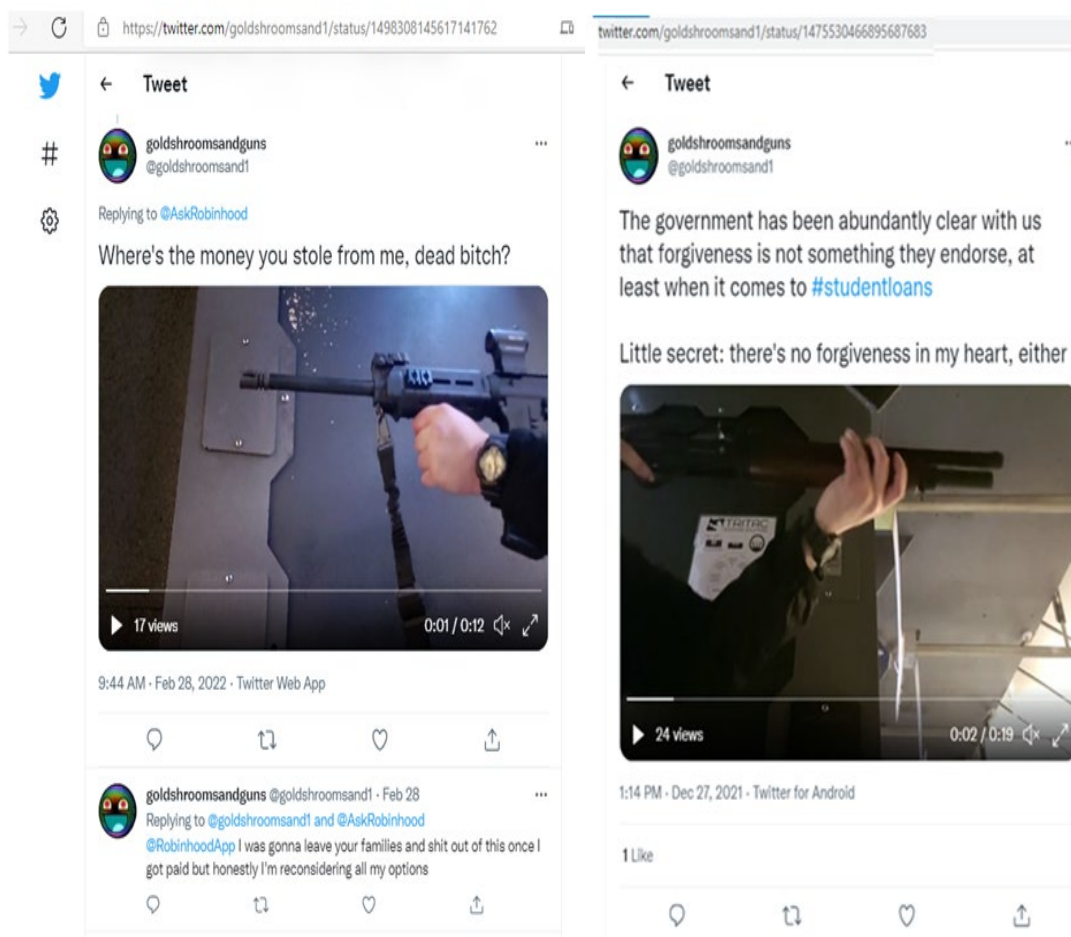 https://twitter.com/goldshroomsand1/status/1498308145617141762
Tweet
goldshroomsandguns
@goldshroomsand1
Replying to @AskRobinhood
Where's the money you stole from me, dead bitch?
17 views
0:01 / 0:12
9:44 AM · Feb 28, 2022 · Twitter Web App
goldshroomsandguns @goldshroomsand1 · Feb 28
Replying to @goldshroomsand1 and @AskRobinhood
@RobinhoodApp I was gonna leave your families and shit out of this once I
got paid but honestly I'm reconsidering all my options
twitter.com/goldshroomsand1/status/1475530466895687683
Tweet
goldshroomsandguns
@goldshroomsand1
The government has been abundantly clear with us
that forgiveness is not something they endorse, at
least when it comes to #studentloans
Little secret: there's no forgiveness in my heart, either
TRITAC
24 views
0:02 / 0:19
1:14 PM · Dec 27, 2021 · Twitter for Android
1 Like